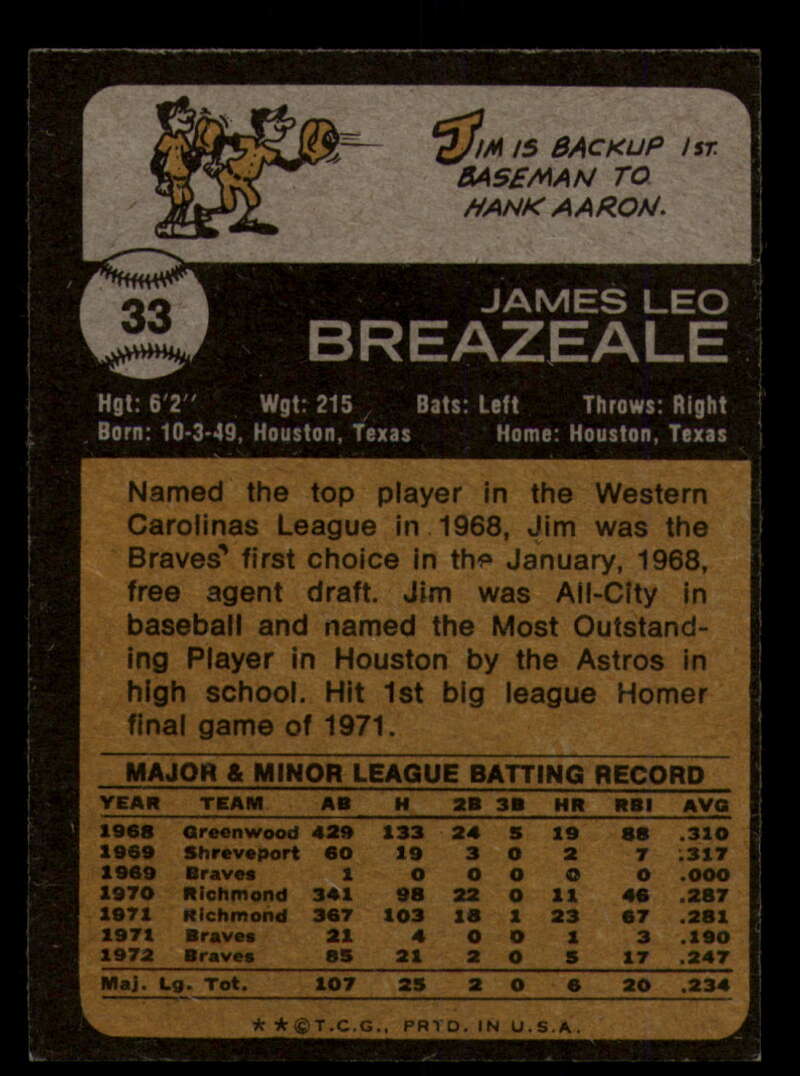 JIM IS BACKUP 1ST.
BASEMAN TO
HANK AARON.
33
JAMES LEO
BREAZEALE
Hgt: 6'2" Wgt: 215 Bats: Left Throws: Right
Born: 10-3-49, Houston, Texas Home: Houston, Texas
Named the top player in the Western
Carolinas League in 1968, Jim was the
Braves' first choice in the January, 1968,
free agent draft. Jim was All-City in
baseball and named the Most Outstand-
ing Player in Houston by the Astros in
high school. Hit 1st big league Homer
final game of 1971.
MAJOR & MINOR LEAGUE BATTING RECORD
YEAR TEAM AB H 2B 3B HR RBI AVG
1968 Greenwood 429 133 24 5 19 88 .310
1969 Shreveport 60 19 3 0 2 7 .317
1969 Braves 1 0 0 0 0 0 .000
1970 Richmond 341 98 22 0 11 46 .287
1971 Richmond 367 103 18 1 23 67 .281
1971 Braves 21 4 0 0 1 3 .190
1972 Braves 85 21 2 0 5 17 .247
Maj. Lg. Tot. 107 25 2 0 6 20 .234
* * © T.C.G., PRTD. IN U.S.A.